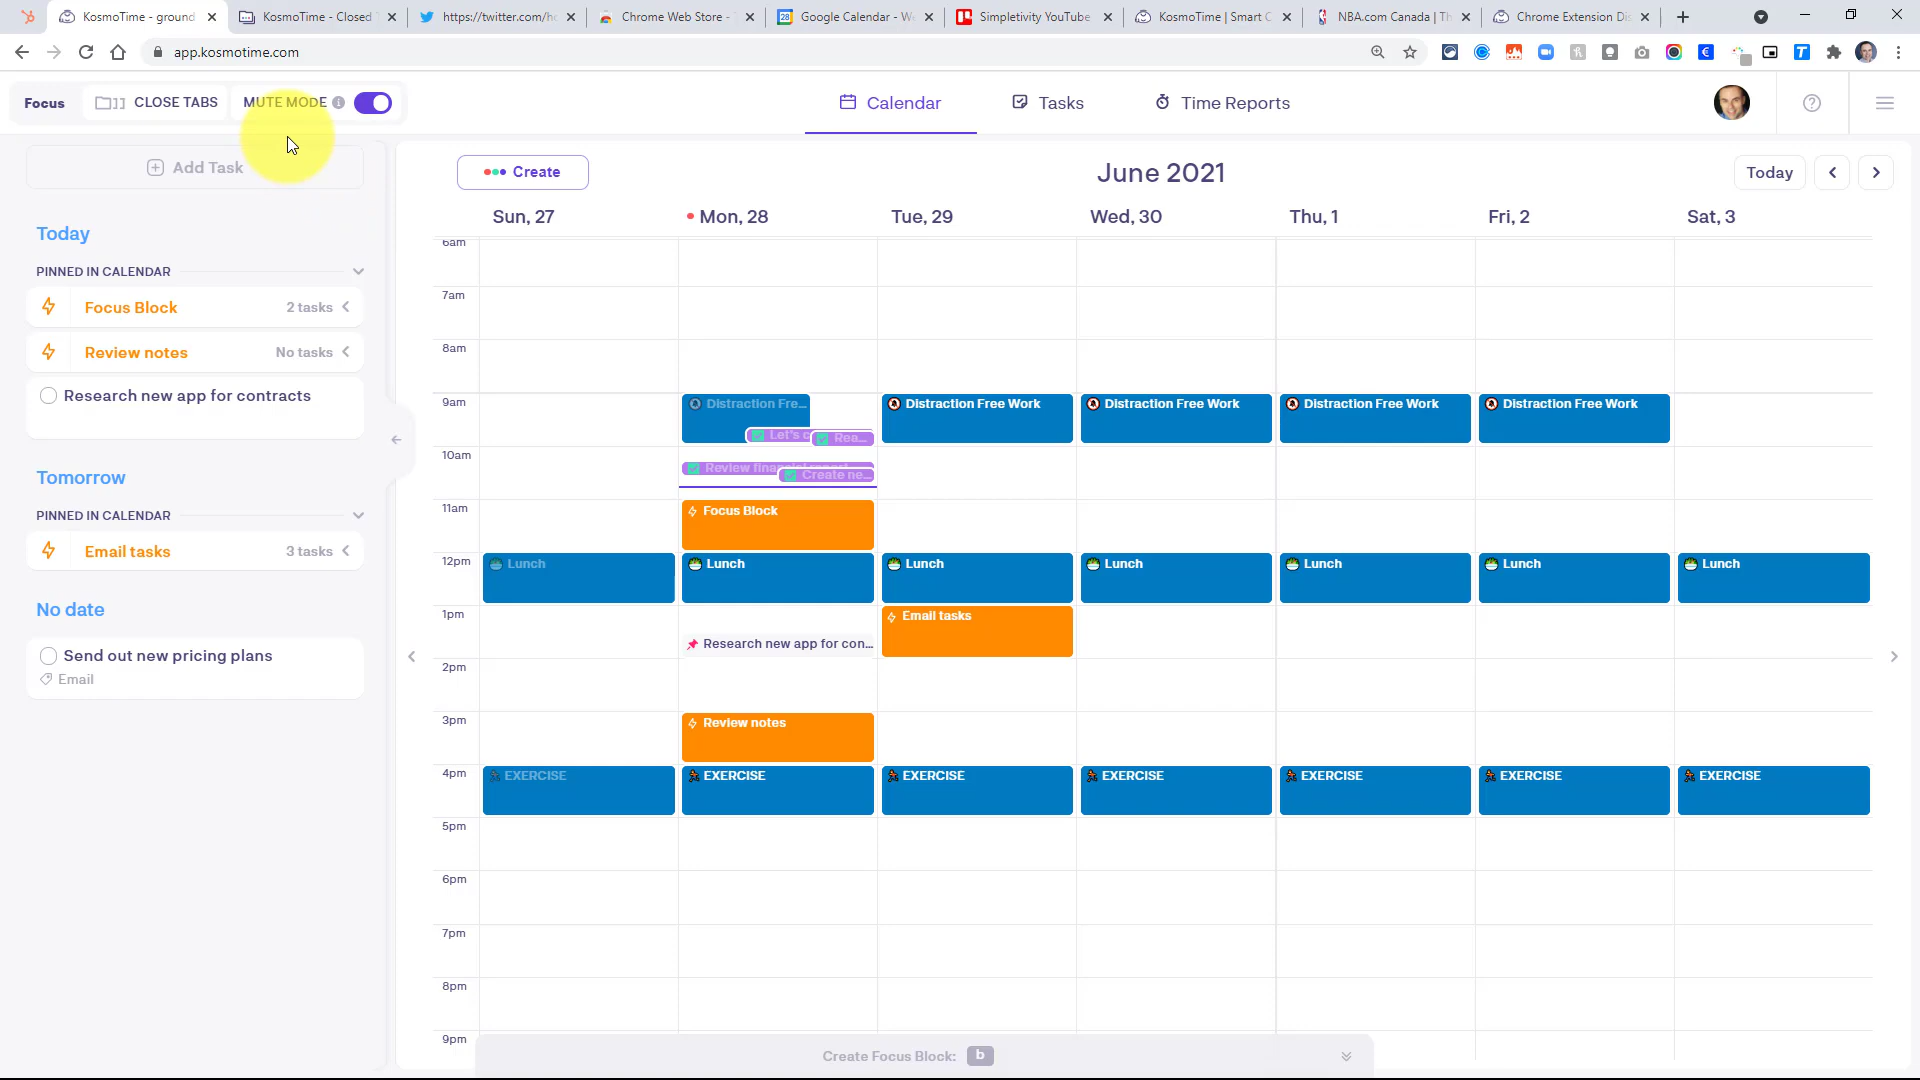 KosmoTime - ground
KosmoTime - Closed
https://twitter.com/h
Chrome Web Store -
Google Calendar - W
Simpletivity YouTube
KosmoTime | Smart C
NBA.com Canada | Th
Chrome Extension Di
app.kosmotime.com
Focus
CLOSE TABS
MUTE MODE
Calendar
Tasks
Time Reports
Add Task
Create
June 2021
Today
Sun, 27
Mon, 28
Tue, 29
Wed, 30
Thu, 1
Fri, 2
Sat, 3
Today
PINNED IN CALENDAR
Focus Block
2 tasks
Review notes
No tasks
Research new app for contracts
Tomorrow
PINNED IN CALENDAR
Email tasks
3 tasks
No date
Send out new pricing plans
Email
6am
7am
8am
9am
Distraction Fre...
Distraction Free Work
Distraction Free Work
Distraction Free Work
Distraction Free Work
Let's c
Rea...
10am
Review financial report
Create ne...
11am
Focus Block
12pm
Lunch
Lunch
Lunch
Lunch
Lunch
Lunch
Lunch
1pm
Email tasks
Research new app for con...
2pm
3pm
Review notes
4pm
EXERCISE
EXERCISE
EXERCISE
EXERCISE
EXERCISE
EXERCISE
EXERCISE
5pm
6pm
7pm
8pm
9pm
Create Focus Block: b